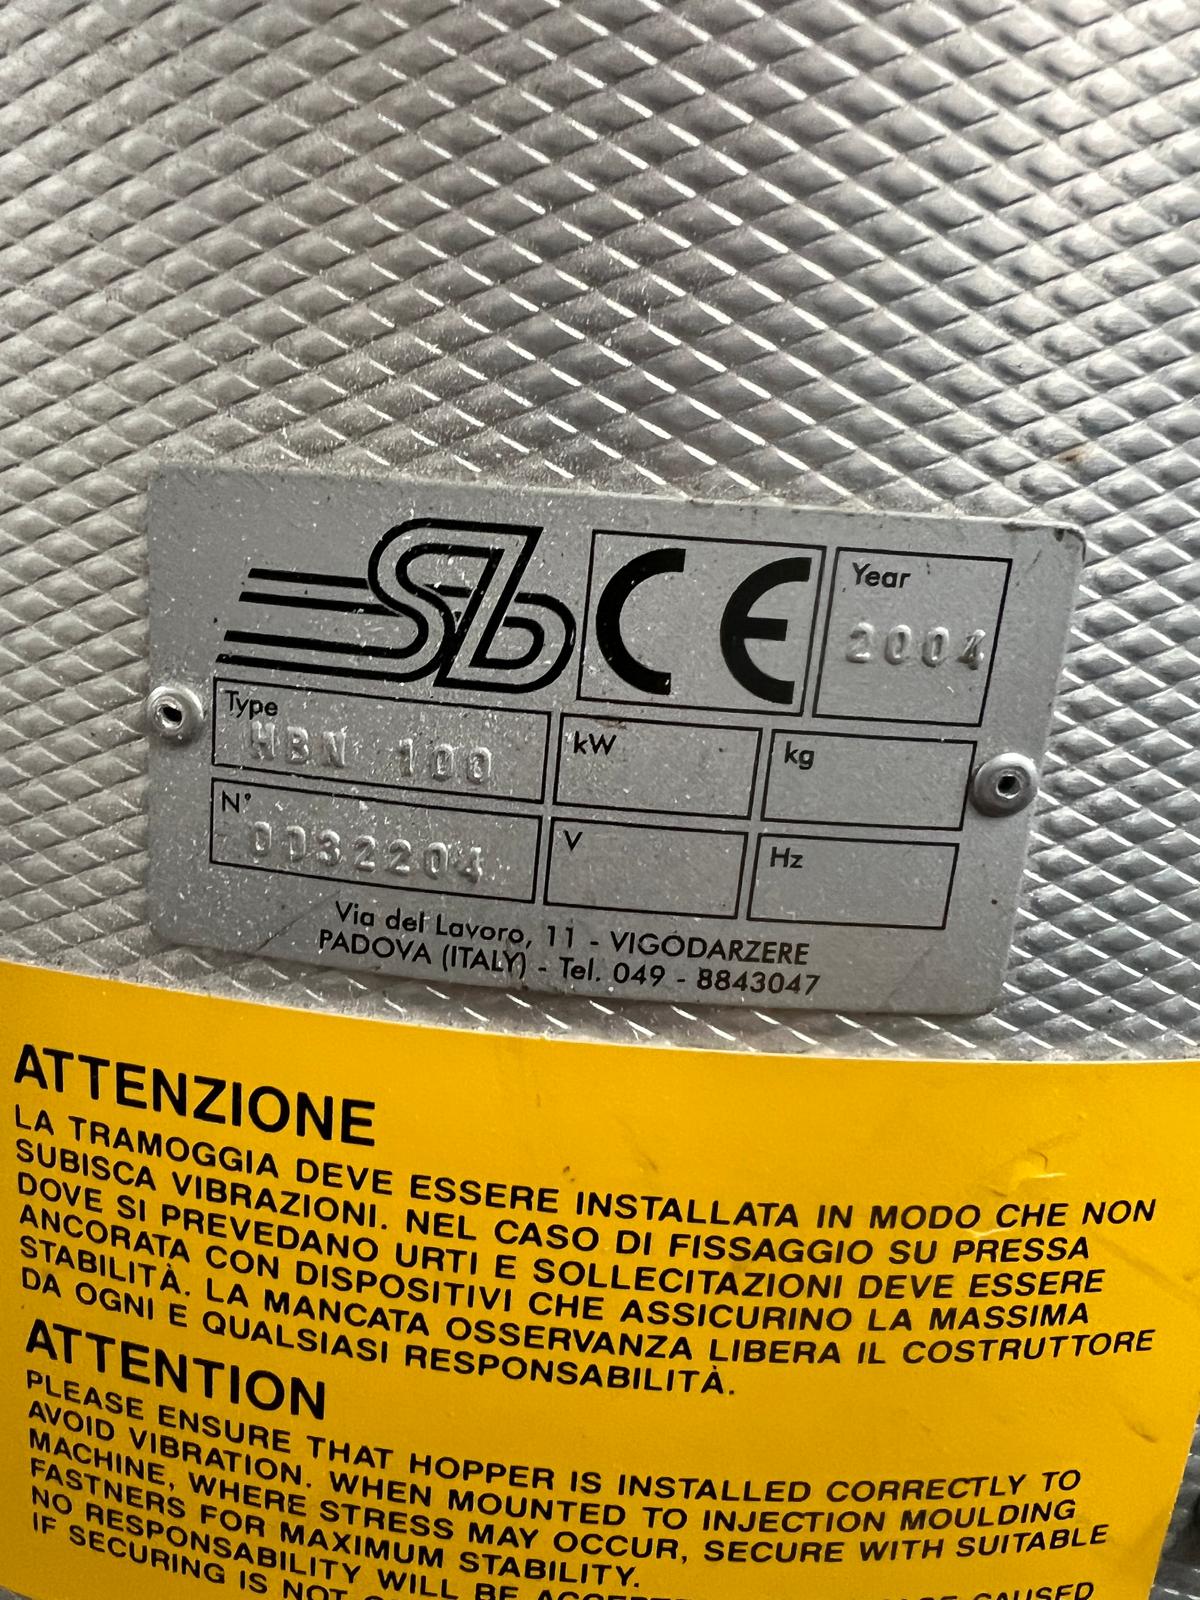 Sb CE
Year
2004
Type
HBN 100
kW
kg
N°
0032204
V
Hz
Via del Lavoro, 11 - VIGODARZERE
PADOVA (ITALY) - Tel. 049 - 8843047
ATTENZIONE
LA TRAMOGGIA DEVE ESSERE INSTALLATA IN MODO CHE NON
SUBISCA VIBRAZIONI. NEL CASO DI FISSAGGIO SU PRESSA
DOVE SI PREVEDANO URTI E SOLLECITAZIONI DEVE ESSERE
ANCORATA CON DISPOSITIVI CHE ASSICURINO LA MASSIMA
STABILITÀ. LA MANCATA OSSERVANZA LIBERA IL COSTRUTTORE
DA OGNI E QUALSIASI RESPONSABILITÀ.
ATTENTION
PLEASE ENSURE THAT HOPPER IS INSTALLED CORRECTLY TO
AVOID VIBRATION. WHEN MOUNTED TO INJECTION MOULDING
MACHINE, WHERE STRESS MAY OCCUR, SECURE WITH SUITABLE
FASTNERS FOR MAXIMUM STABILITY.
NO RESPONSABILITY WILL BE CAUSED
IF SECURING IS NOT